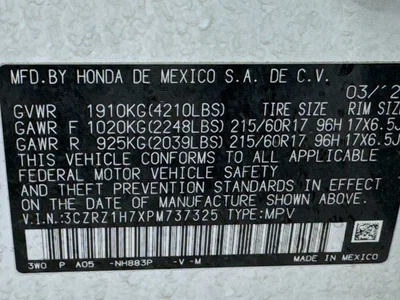 MFD.BY HONDA DE MEXICO S.A. DE C.V.
03/'2
GVWR 1910KG(4210LBS) TIRE SIZE RIM SIZE
GAWR F 1020KG(2248LBS) 215/60R17 96H 17X6.5J
GAWR R 925KG(2039LBS) 215/60R17 96H 17X6.5J
THIS VEHICLE CONFORMS TO ALL APPLICABLE
FEDERAL MOTOR VEHICLE SAFETY AND THEFT
PREVENTION STANDARDS IN EFFECT ON THE DATE
OF MANUFACTURE SHOWN ABOVE.
V.I.N:3CZRZ1H7XPM737325 TYPE:MPV
3W0 P A05 -NH883P -V-M
MADE IN MEXICO